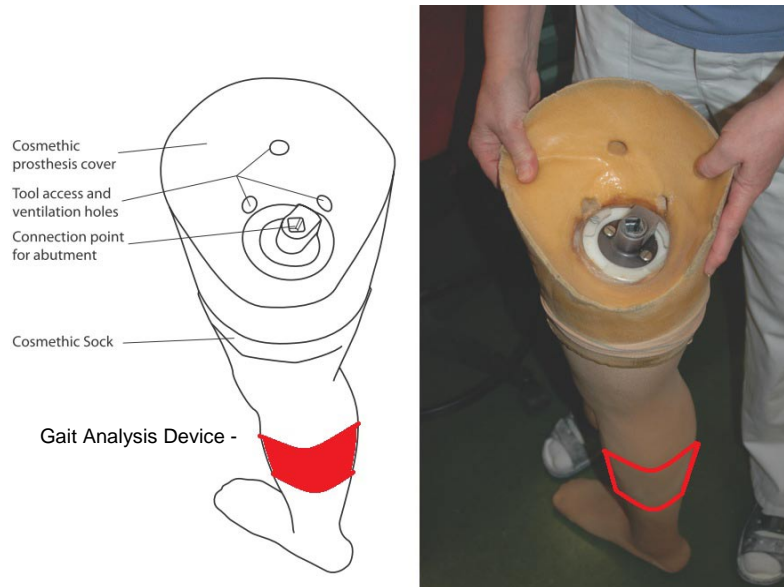 Cosmethic
prosthesis cover
Tool access and
ventilation holes
Connection point
for abutment
Cosmethic Sock
Gait Analysis Device -